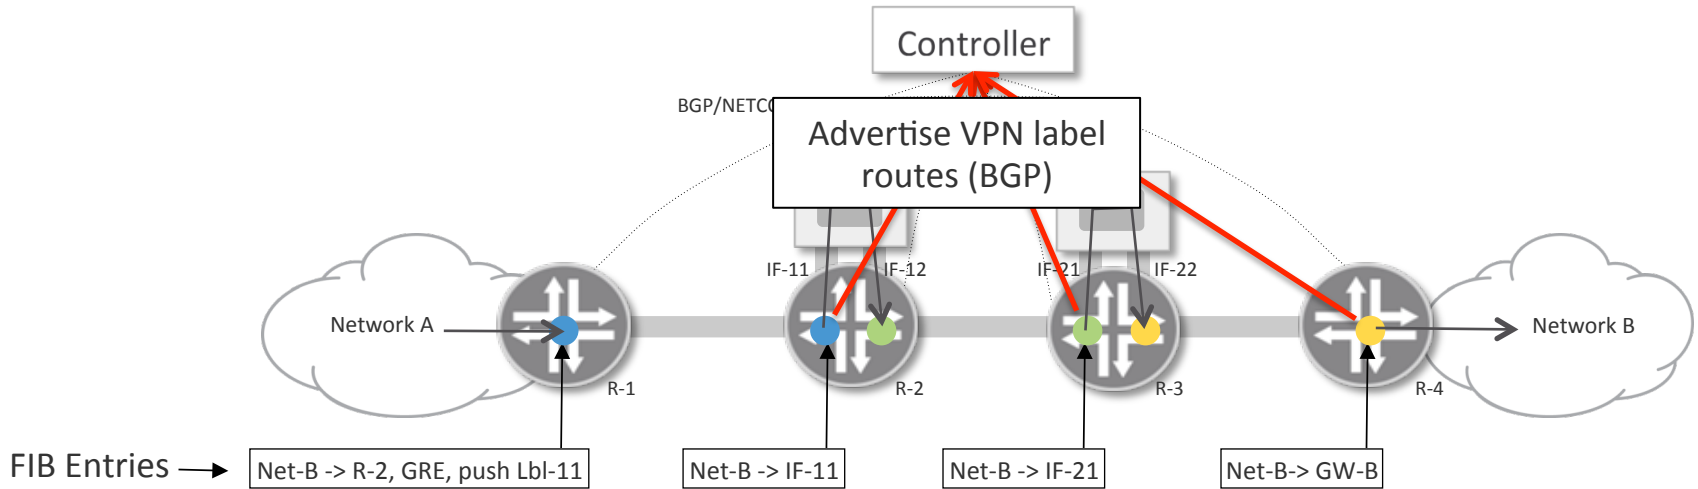 Controller
BGP/NETCO
Advertise VPN label
routes (BGP)
IF-11
IF-12
IF-21
IF-22
Network A
Network B
R-1
R-2
R-3
R-4
FIB Entries
Net-B -> R-2, GRE, push Lbl-11
Net-B -> IF-11
Net-B -> IF-21
Net-B-> GW-B